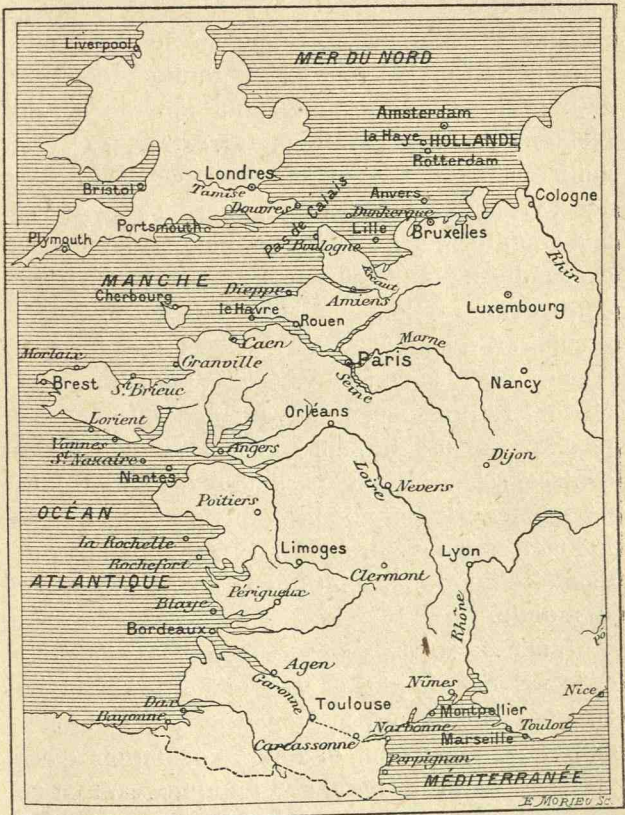 Liverpool
MER DU NORD
Amsterdam
la Haye
HOLLANDE
Rotterdam
Londres
Tamise
Bristol
Douvres
Pas de Calais
Anvers
Dunkerque
Cologne
Portsmouth
Lille
Bruxelles
Plymouth
Boulogne
Rhin
MANCHE
Escaut
Cherbourg
Dieppe
Amiens
Luxembourg
le Havre
Rouen
Caen
Marne
Morlaix
Granville
Paris
Brest
St Brieuc
Seine
Nancy
Orléans
Lorient
Vannes
Angers
St Nazaire
Dijon
Nantes
Loire
Nevers
Poitiers
OCÉAN
la Rochelle
Limoges
Lyon
Rochefort
Clermont
ATLANTIQUE
Périgueux
Blaye
Rhône
Bordeaux
Pô
Agen
Garonne
Nîmes
Nice
Dax
Toulouse
Montpellier
Bayonne
Narbonne
Toulon
Carcassonne
Marseille
Perpignan
MÉDITERRANÉE
E. MORIEU Sc.